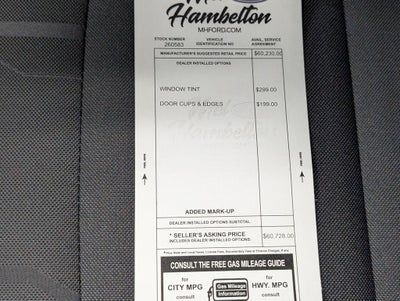 Hambelton
MHFORD.COM
STOCK NUMBER VEHICLE IDENTIFICATION NO AVAIL. SERVICE AGREEMENT
260583
MANUFACTURER'S SUGGESTED RETAIL PRICE $60,230.00
DEALER INSTALLED OPTIONS
WINDOW TINT $299.00
DOOR CUPS & EDGES $199.00
Hambelton
ADDED MARK-UP
DEALER INSTALLED OPTIONS SUBTOTAL
* SELLER'S ASKING PRICE $60,728.00
INCLUDES DEALER INSTALLED OPTIONS
CONSULT THE FREE GAS MILEAGE GUIDE
for CITY MPG consult
Gas Mileage Information
for HWY. MPG consult